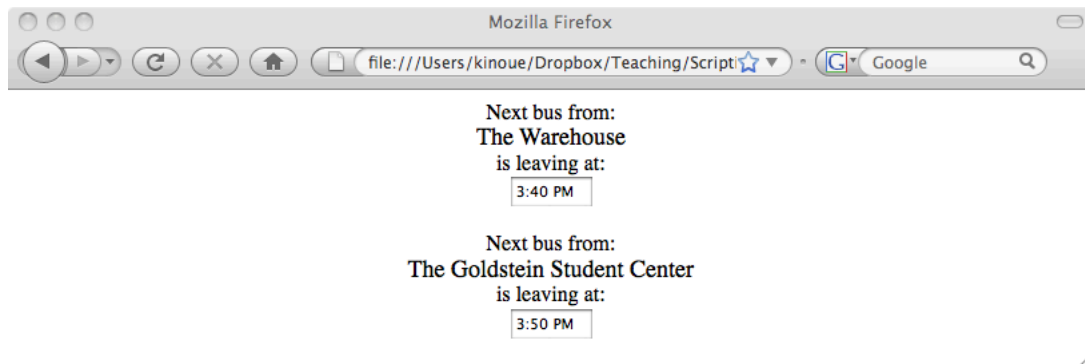 Mozilla Firefox
file:///Users/kinoue/Dropbox/Teaching/Scripti
G Google
Next bus from:
The Warehouse
is leaving at:
3:40 PM
Next bus from:
The Goldstein Student Center
is leaving at:
3:50 PM